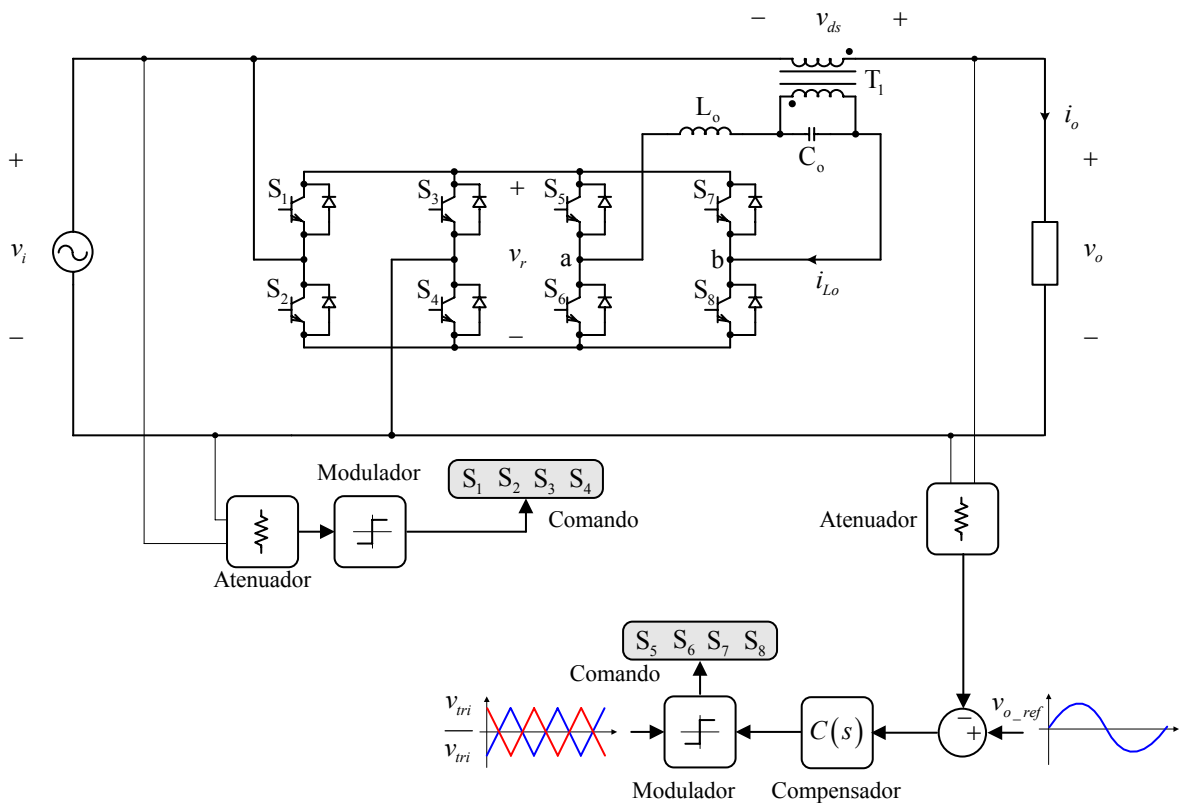 − v_ds +
T_1
L_o
i_o
C_o
+
S_1
S_3
+
S_5
S_7
+
v_i
v_r
a
b
v_o
S_2
S_4
S_6
S_8
i_Lo
−
−
−
Modulador
S_1 S_2 S_3 S_4
Comando
Atenuador
Atenuador
S_5 S_6 S_7 S_8
Comando
v_tri
v_tri
C(s)
−
+
v_o_ref
Modulador
Compensador